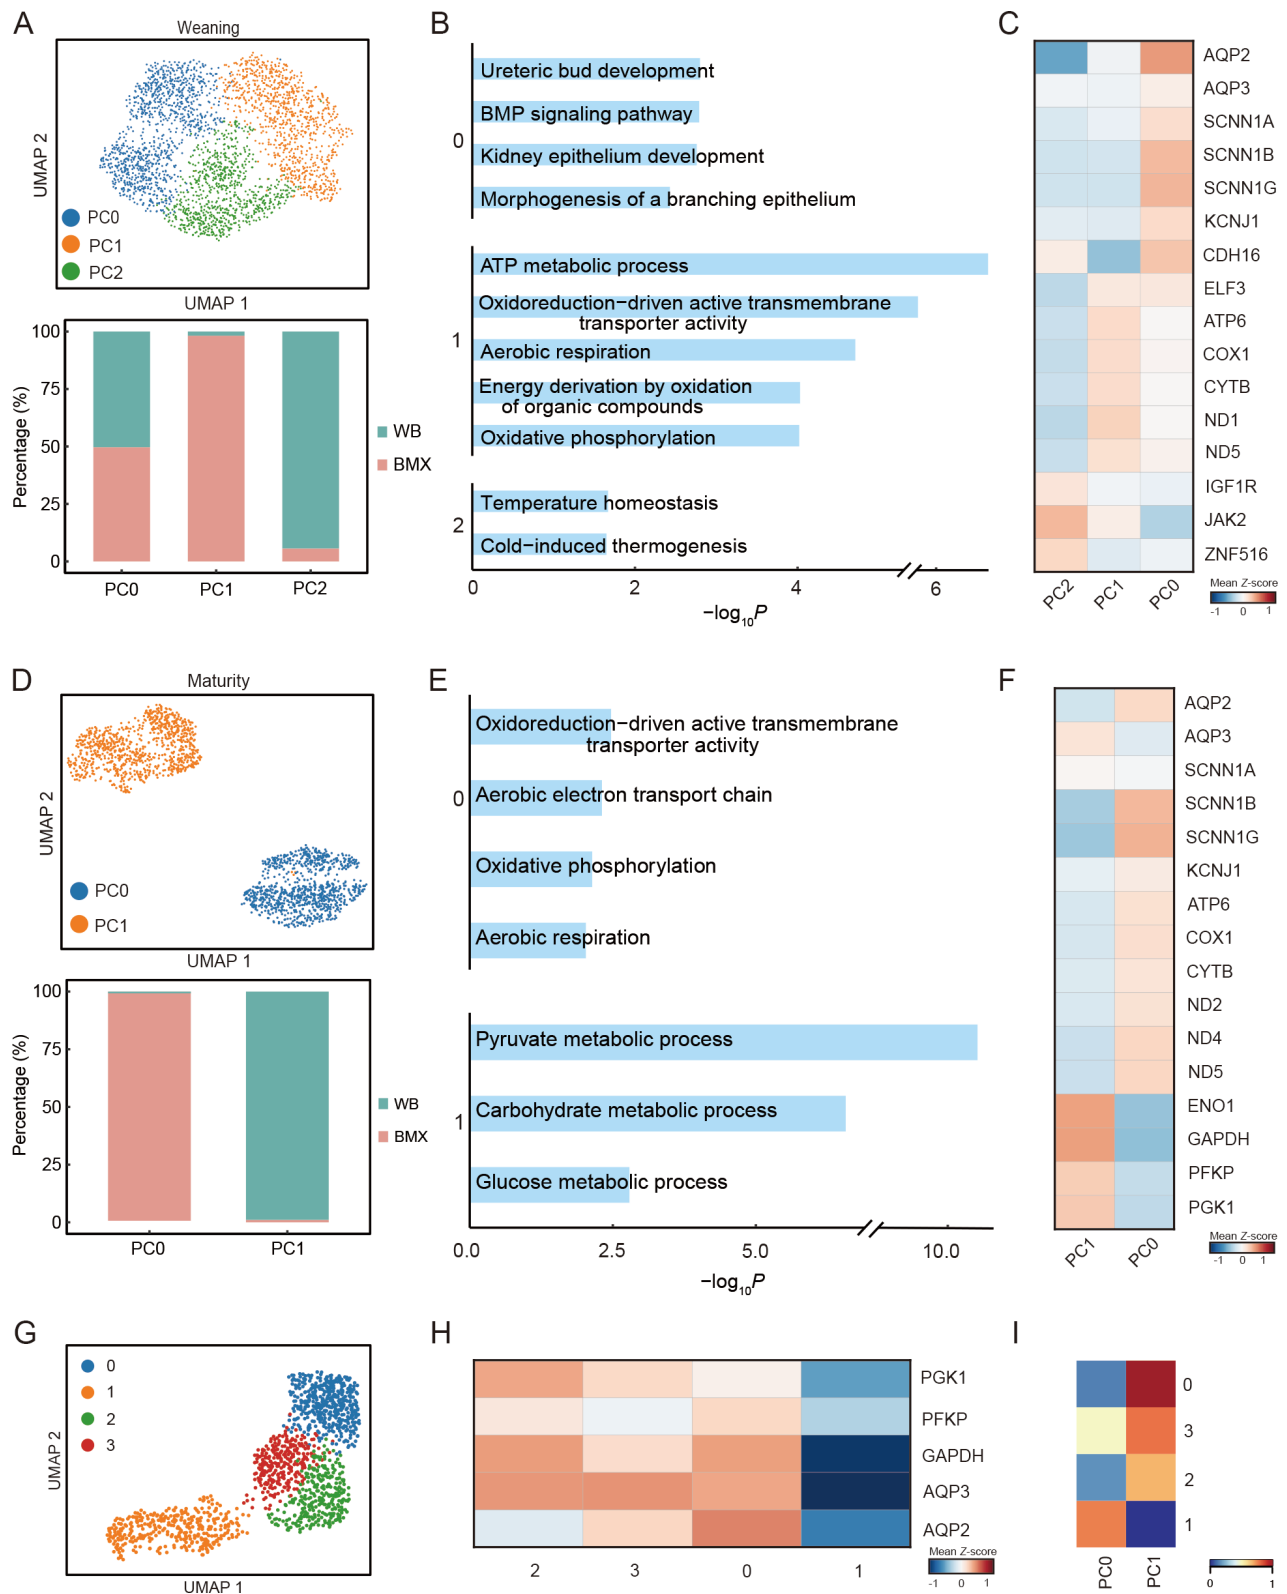 A
Weaning
UMAP 2
PC0
PC1
PC2
UMAP 1
Percentage (%)
100
75
50
25
0
PC0 PC1 PC2
WB
BMX
B
0
Ureteric bud development
BMP signaling pathway
Kidney epithelium development
Morphogenesis of a branching epithelium
1
ATP metabolic process
Oxidoreduction−driven active transmembrane
transporter activity
Aerobic respiration
Energy derivation by oxidation
of organic compounds
Oxidative phosphorylation
2
Temperature homeostasis
Cold−induced thermogenesis
0 2 4 6
−log10P
C
AQP2
AQP3
SCNN1A
SCNN1B
SCNN1G
KCNJ1
CDH16
ELF3
ATP6
COX1
CYTB
ND1
ND5
IGF1R
JAK2
ZNF516
PC2 PC1 PC0
Mean Z-score
-1 0 1
D
Maturity
UMAP 2
PC0
PC1
UMAP 1
Percentage (%)
100
75
50
25
0
PC0 PC1
WB
BMX
E
0
Oxidoreduction−driven active transmembrane
transporter activity
Aerobic electron transport chain
Oxidative phosphorylation
Aerobic respiration
1
Pyruvate metabolic process
Carbohydrate metabolic process
Glucose metabolic process
0.0 2.5 5.0 10.0
−log10P
F
AQP2
AQP3
SCNN1A
SCNN1B
SCNN1G
KCNJ1
ATP6
COX1
CYTB
ND2
ND4
ND5
ENO1
GAPDH
PFKP
PGK1
PC1 PC0
Mean Z-score
-1 0 1
G
0
1
2
3
UMAP 2
UMAP 1
H
PGK1
PFKP
GAPDH
AQP3
AQP2
2 3 0 1
Mean Z-score
-1 0 1
I
0
3
2
1
PC0 PC1
0 1